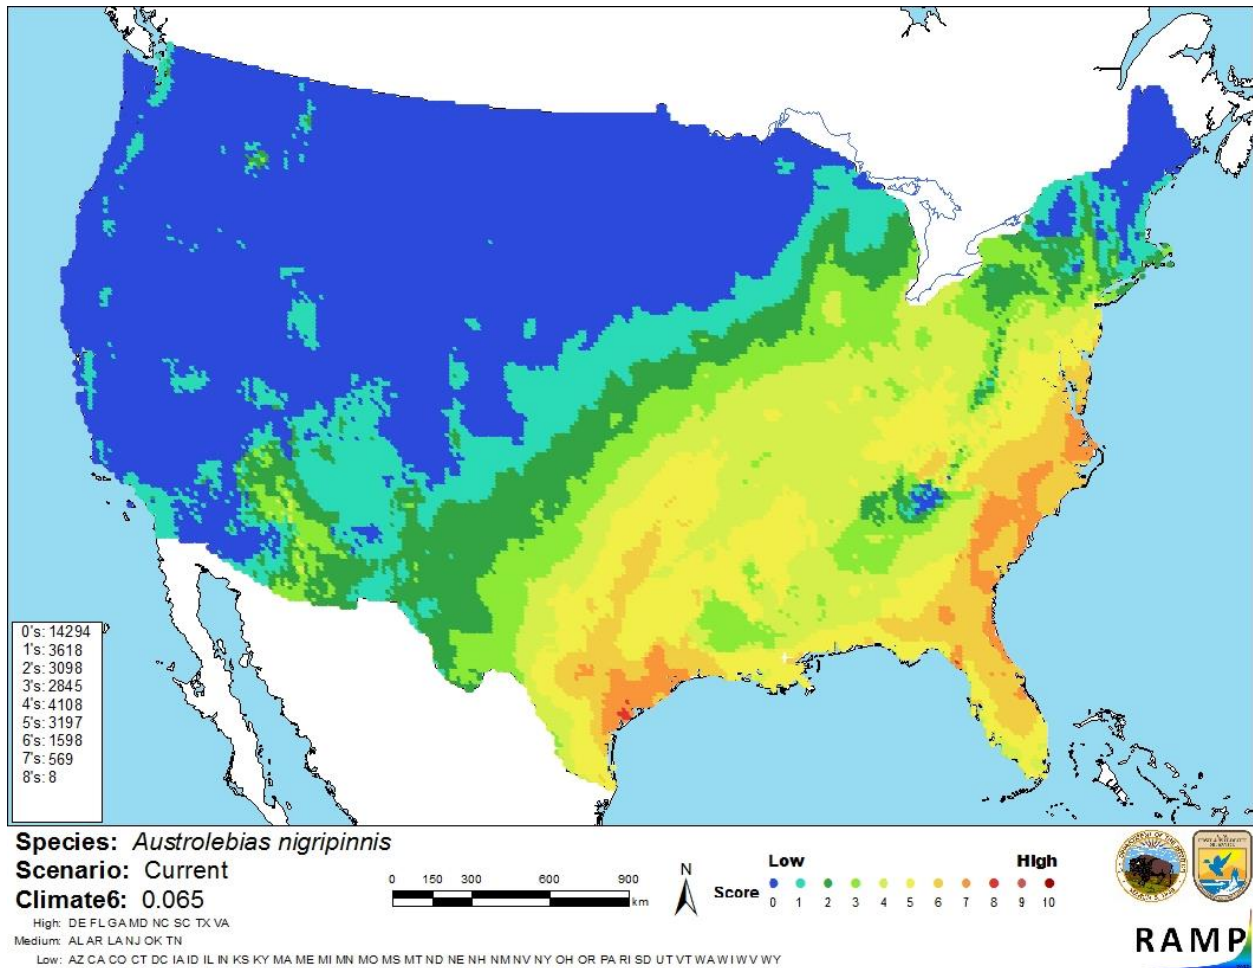 0's: 14294
1's: 3618
2's: 3098
3's: 2845
4's: 4108
5's: 3197
6's: 1598
7's: 569
8's: 8
Species: Austrolebias nigripinnis
Scenario: Current
Climate6: 0.065
High: DE FL GA MD NC SC TX VA
Medium: AL AR LA NJ OK TN
Low: AZ CA CO CT DC IA ID IL IN KS KY MA ME MI MN MO MS MT ND NE NH NM NV NY OH OR PA RI SD UT VT WA WI WV WY
0 150 300 600 900
km
N
Low High
Score
0 1 2 3 4 5 6 7 8 9 10
RAMP